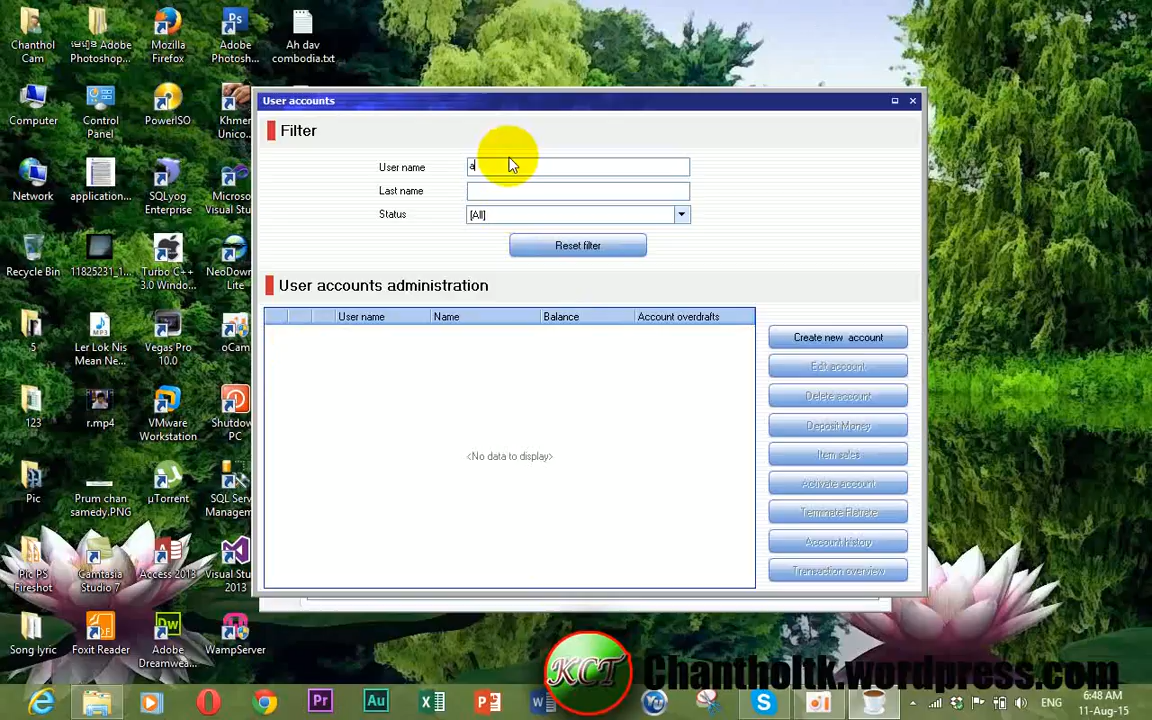 Chanthol Cam
Adobe Photoshop...
Mozilla Firefox
Adobe Photosh...
Ah dav combodia.txt
Computer
Control Panel
PowerISO
Khmer Unico...
Network
application...
SQLyog Enterprise
Microso...
Visual Stu...
Recycle Bin
11825231_1...
Turbo C++ 3.0 Windo...
NeoDown... Lite
5
Ler Lok Nis Mean Ne...
Vegas Pro 10.0
oCam
123
r.mp4
VMware Workstation
Shutdow... PC
Pic
Prum chan samedy.PNG
µTorrent
SQL Serv... Managem...
Pic PS Fireshot
Camtasia Studio 7
Access 2013
Visual Stu... 2013
Song lyric
Foxit Reader
Adobe Dreamwea...
WampServer
User accounts
Filter
User name
a
Last name
Status
[All]
Reset filter
User accounts administration
User name Name Balance Account overdrafts
<No data to display>
Create new account
Edit account
Delete account
Deposit Money
Item sales
Activate account
Terminate Flatrate
Account history
Transaction overview
KCT
Chantholtk.wordpress.com
ENG
6:48 AM
11-Aug-15